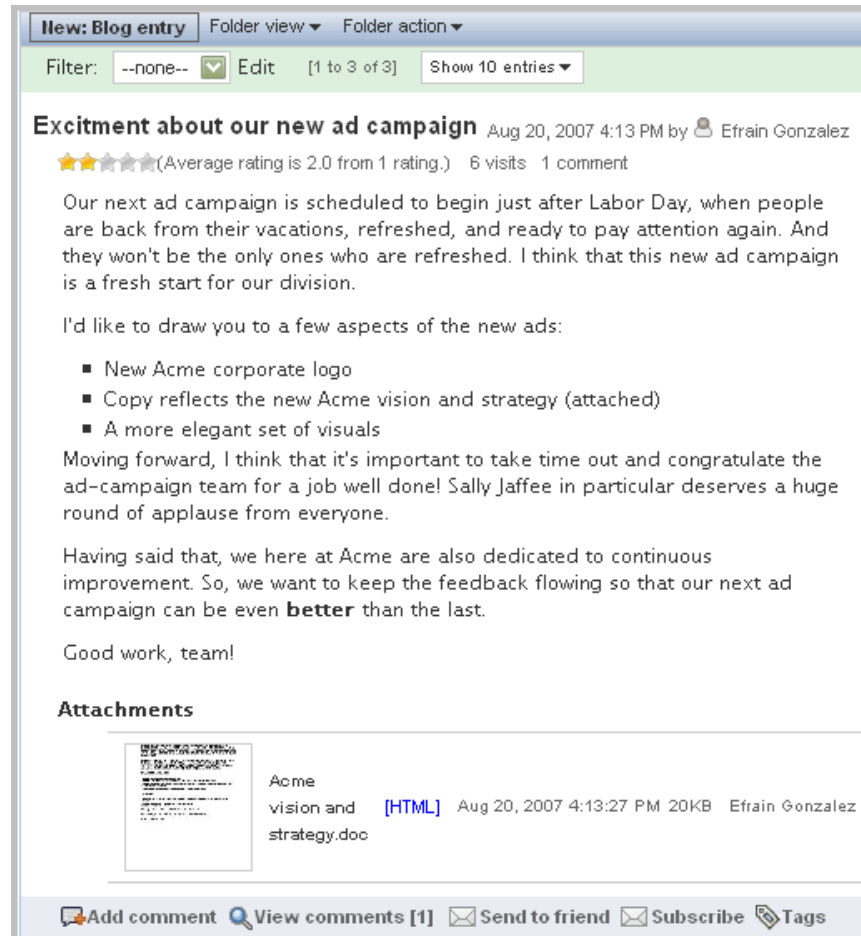 New: Blog entry Folder view Folder action
Filter: --none-- Edit [1 to 3 of 3] Show 10 entries
Excitment about our new ad campaign Aug 20, 2007 4:13 PM by Efrain Gonzalez
(Average rating is 2.0 from 1 rating.) 6 visits 1 comment
Our next ad campaign is scheduled to begin just after Labor Day, when people
are back from their vacations, refreshed, and ready to pay attention again. And
they won't be the only ones who are refreshed. I think that this new ad campaign
is a fresh start for our division.
I'd like to draw you to a few aspects of the new ads:
■ New Acme corporate logo
■ Copy reflects the new Acme vision and strategy (attached)
■ A more elegant set of visuals
Moving forward, I think that it's important to take time out and congratulate the
ad-campaign team for a job well done! Sally Jaffee in particular deserves a huge
round of applause from everyone.
Having said that, we here at Acme are also dedicated to continuous
improvement. So, we want to keep the feedback flowing so that our next ad
campaign can be even better than the last.
Good work, team!
Attachments
Acme
vision and [HTML] Aug 20, 2007 4:13:27 PM 20KB Efrain Gonzalez
strategy.doc
Add comment View comments [1] Send to friend Subscribe Tags